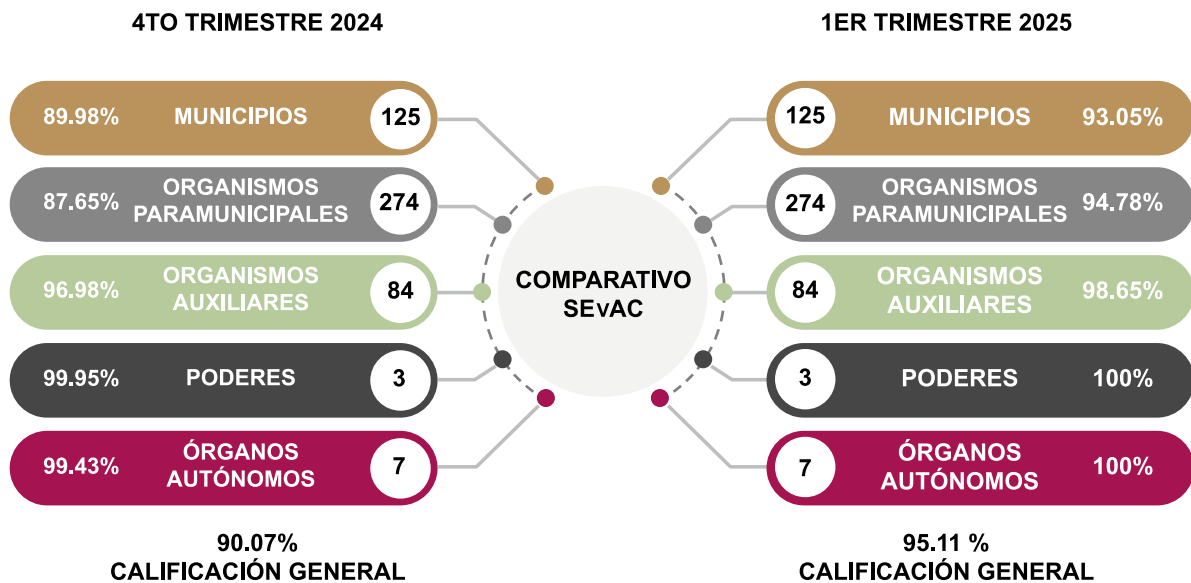 4TO TRIMESTRE 2024
89.98% MUNICIPIOS 125
87.65% ORGANISMOS
PARAMUNICIPALES 274
96.98% ORGANISMOS
AUXILIARES 84
99.95% PODERES 3
99.43% ÓRGANOS
AUTÓNOMOS 7
90.07%
CALIFICACIÓN GENERAL
COMPARATIVO
SEvAC
1ER TRIMESTRE 2025
125 MUNICIPIOS 93.05%
274 ORGANISMOS
PARAMUNICIPALES 94.78%
84 ORGANISMOS
AUXILIARES 98.65%
3 PODERES 100%
7 ÓRGANOS
AUTÓNOMOS 100%
95.11 %
CALIFICACIÓN GENERAL